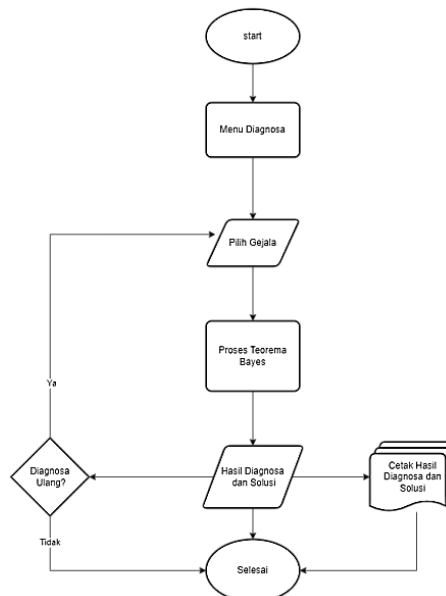 start
Menu Diagnosa
Pilih Gejala
Proses Teorema
Bayes
Ya
Diagnosa
Ulang?
Hasil Diagnosa
dan Solusi
Cetak Hasil
Diagnosa dan
Solusi
Tidak
Selesai